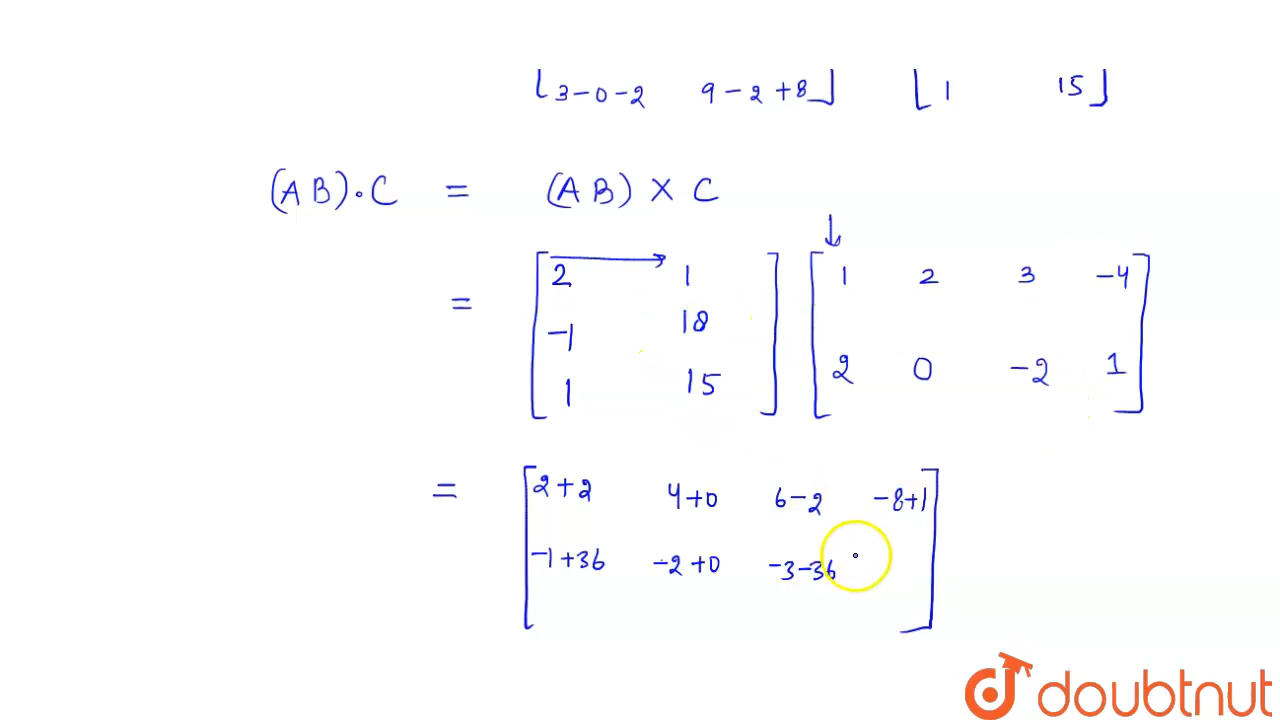 [3-0-2 9-2+8] [1 15]
(AB)·C = (AB) × C
= [2 1 [1 2 3 -4
-1 18
1 15] 2 0 -2 1]
= [2+2 4+0 6-2 -8+1
-1+36 -2+0 -3-36 ]
doubtnut